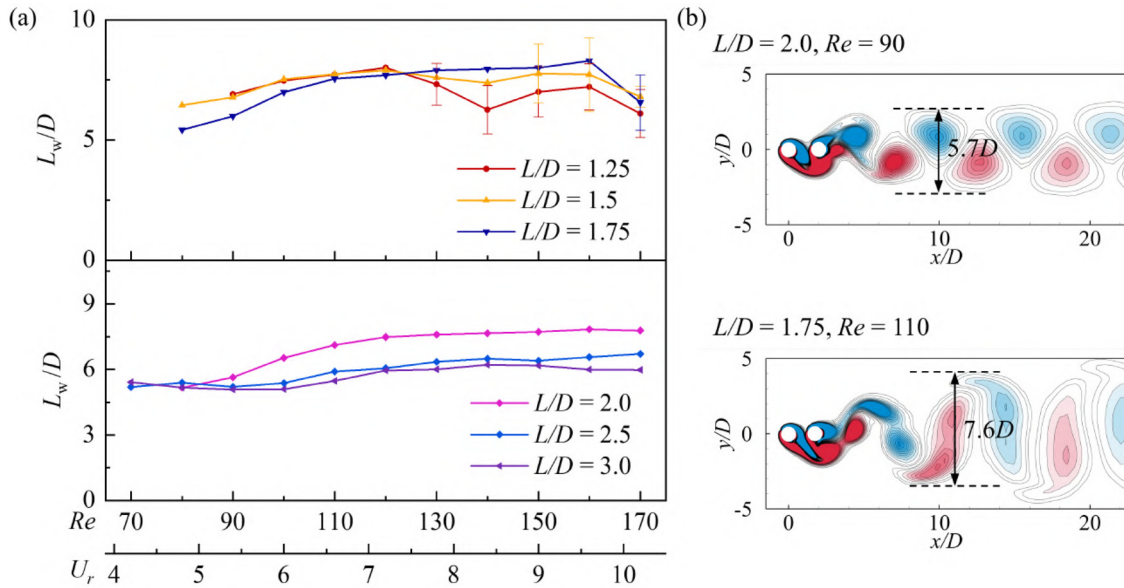 (a)
10
5
0
L_w/D
L/D = 1.25
L/D = 1.5
L/D = 1.75
9
6
3
0
L_w/D
L/D = 2.0
L/D = 2.5
L/D = 3.0
Re 70 90 110 130 150 170
U_r 4 5 6 7 8 9 10
(b)
L/D = 2.0, Re = 90
5
0
-5
y/D
5.7D
0 10 20
x/D
L/D = 1.75, Re = 110
5
0
-5
y/D
7.6D
0 10 20
x/D